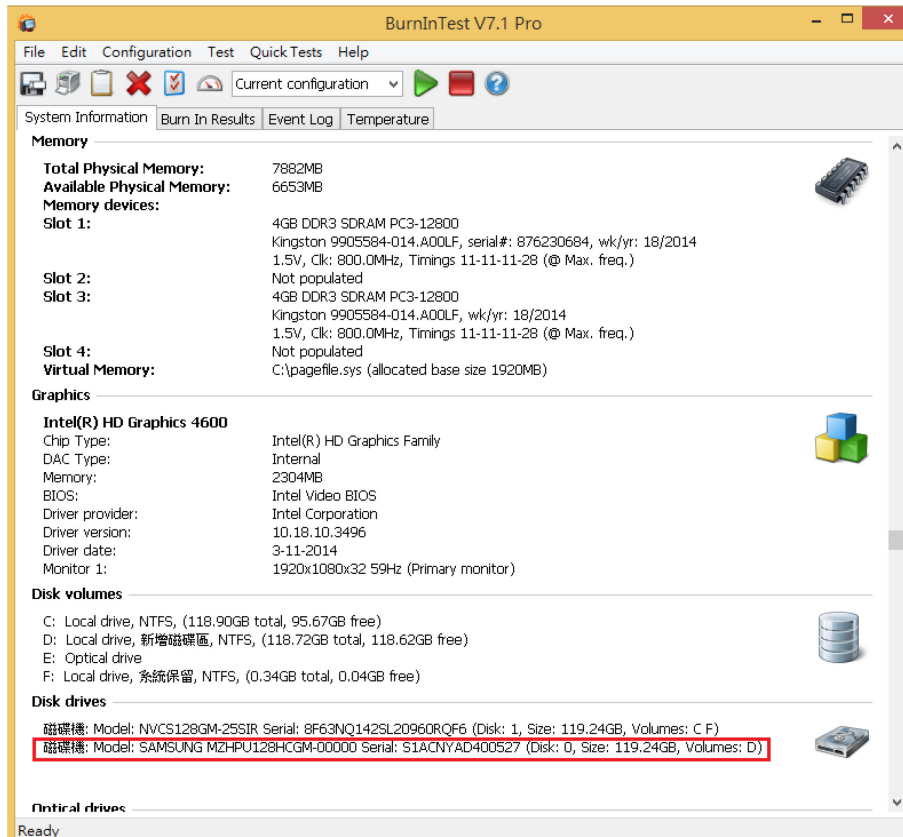 BurnInTest V7.1 Pro
File Edit Configuration Test Quick Tests Help
Current configuration
System Information Burn In Results Event Log Temperature
Memory
Total Physical Memory: 7882MB
Available Physical Memory: 6653MB
Memory devices:
Slot 1: 4GB DDR3 SDRAM PC3-12800
Kingston 9905584-014.A00LF, serial#: 876230684, wk/yr: 18/2014
1.5V, Clk: 800.0MHz, Timings 11-11-11-28 (@ Max. freq.)
Slot 2: Not populated
Slot 3: 4GB DDR3 SDRAM PC3-12800
Kingston 9905584-014.A00LF, wk/yr: 18/2014
1.5V, Clk: 800.0MHz, Timings 11-11-11-28 (@ Max. freq.)
Slot 4: Not populated
Virtual Memory: C:\pagefile.sys (allocated base size 1920MB)
Graphics
Intel(R) HD Graphics 4600
Chip Type: Intel(R) HD Graphics Family
DAC Type: Internal
Memory: 2304MB
BIOS: Intel Video BIOS
Driver provider: Intel Corporation
Driver version: 10.18.10.3496
Driver date: 3-11-2014
Monitor 1: 1920x1080x32 59Hz (Primary monitor)
Disk volumes
C: Local drive, NTFS, (118.90GB total, 95.67GB free)
D: Local drive, 新增磁碟區, NTFS, (118.72GB total, 118.62GB free)
E: Optical drive
F: Local drive, 系統保留, NTFS, (0.34GB total, 0.04GB free)
Disk drives
磁碟機: Model: NVCS128GM-25SIR Serial: 8F63NQ142SL20960RQF6 (Disk: 1, Size: 119.24GB, Volumes: C F)
磁碟機: Model: SAMSUNG MZHPU128HCGM-00000 Serial: S1ACNYAD400527 (Disk: 0, Size: 119.24GB, Volumes: D)
Optical drives
Ready